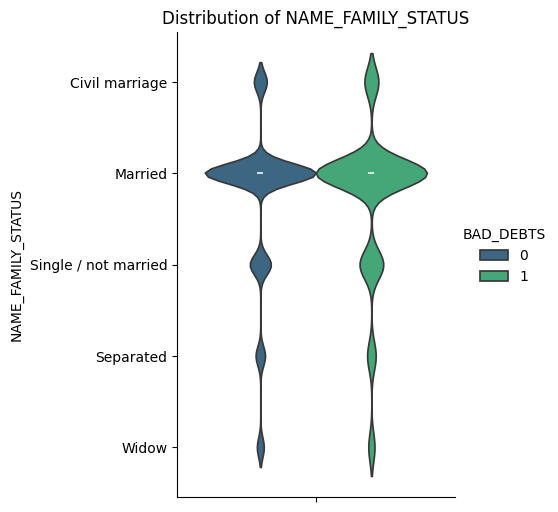 Distribution of NAME_FAMILY_STATUS
Civil marriage
Married
Single / not married
Separated
Widow
NAME_FAMILY_STATUS
BAD_DEBTS
0
1